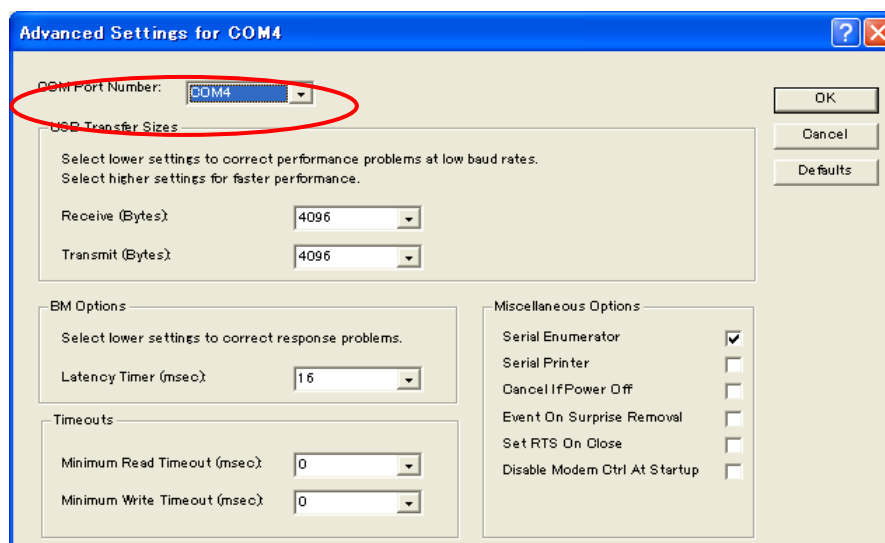 Advanced Settings for COM4
COM Port Number: COM4
OK
Cancel
Defaults
USB Transfer Sizes
Select lower settings to correct performance problems at low baud rates.
Select higher settings for faster performance.
Receive (Bytes): 4096
Transmit (Bytes): 4096
BM Options
Select lower settings to correct response problems.
Latency Timer (msec): 16
Timeouts
Minimum Read Timeout (msec): 0
Minimum Write Timeout (msec): 0
Miscellaneous Options
Serial Enumerator
Serial Printer
Cancel If Power Off
Event On Surprise Removal
Set RTS On Close
Disable Modem Ctrl At Startup